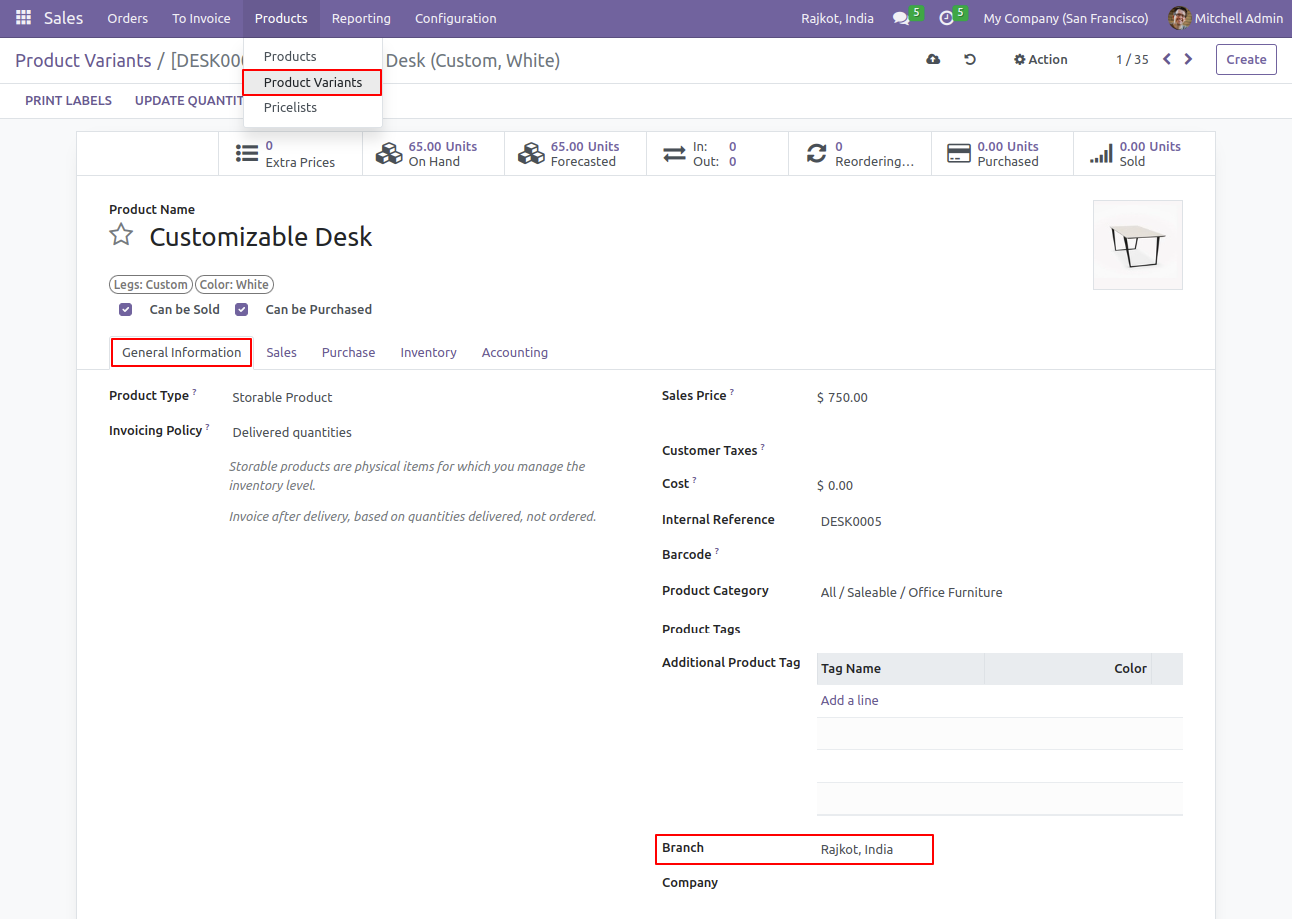 Sales Orders To Invoice Products Reporting Configuration Rajkot, India 5 5 My Company (San Francisco) Mitchell Admin
Products
Product Variants
Pricelists
Product Variants / [DESK000 Desk (Custom, White) Action 1 / 35 Create
PRINT LABELS UPDATE QUANTIT
0
Extra Prices
65.00 Units
On Hand
65.00 Units
Forecasted
In: 0
Out: 0
0
Reordering...
0.00 Units
Purchased
0.00 Units
Sold
Product Name
Customizable Desk
Legs: Custom Color: White
Can be Sold Can be Purchased
General Information Sales Purchase Inventory Accounting
Product Type ? Storable Product
Invoicing Policy ? Delivered quantities
Storable products are physical items for which you manage the
inventory level.
Invoice after delivery, based on quantities delivered, not ordered.
Sales Price ? $ 750.00
Customer Taxes ?
Cost ? $ 0.00
Internal Reference DESK0005
Barcode ?
Product Category All / Saleable / Office Furniture
Product Tags
Additional Product Tag Tag Name Color
Add a line
Branch Rajkot, India
Company